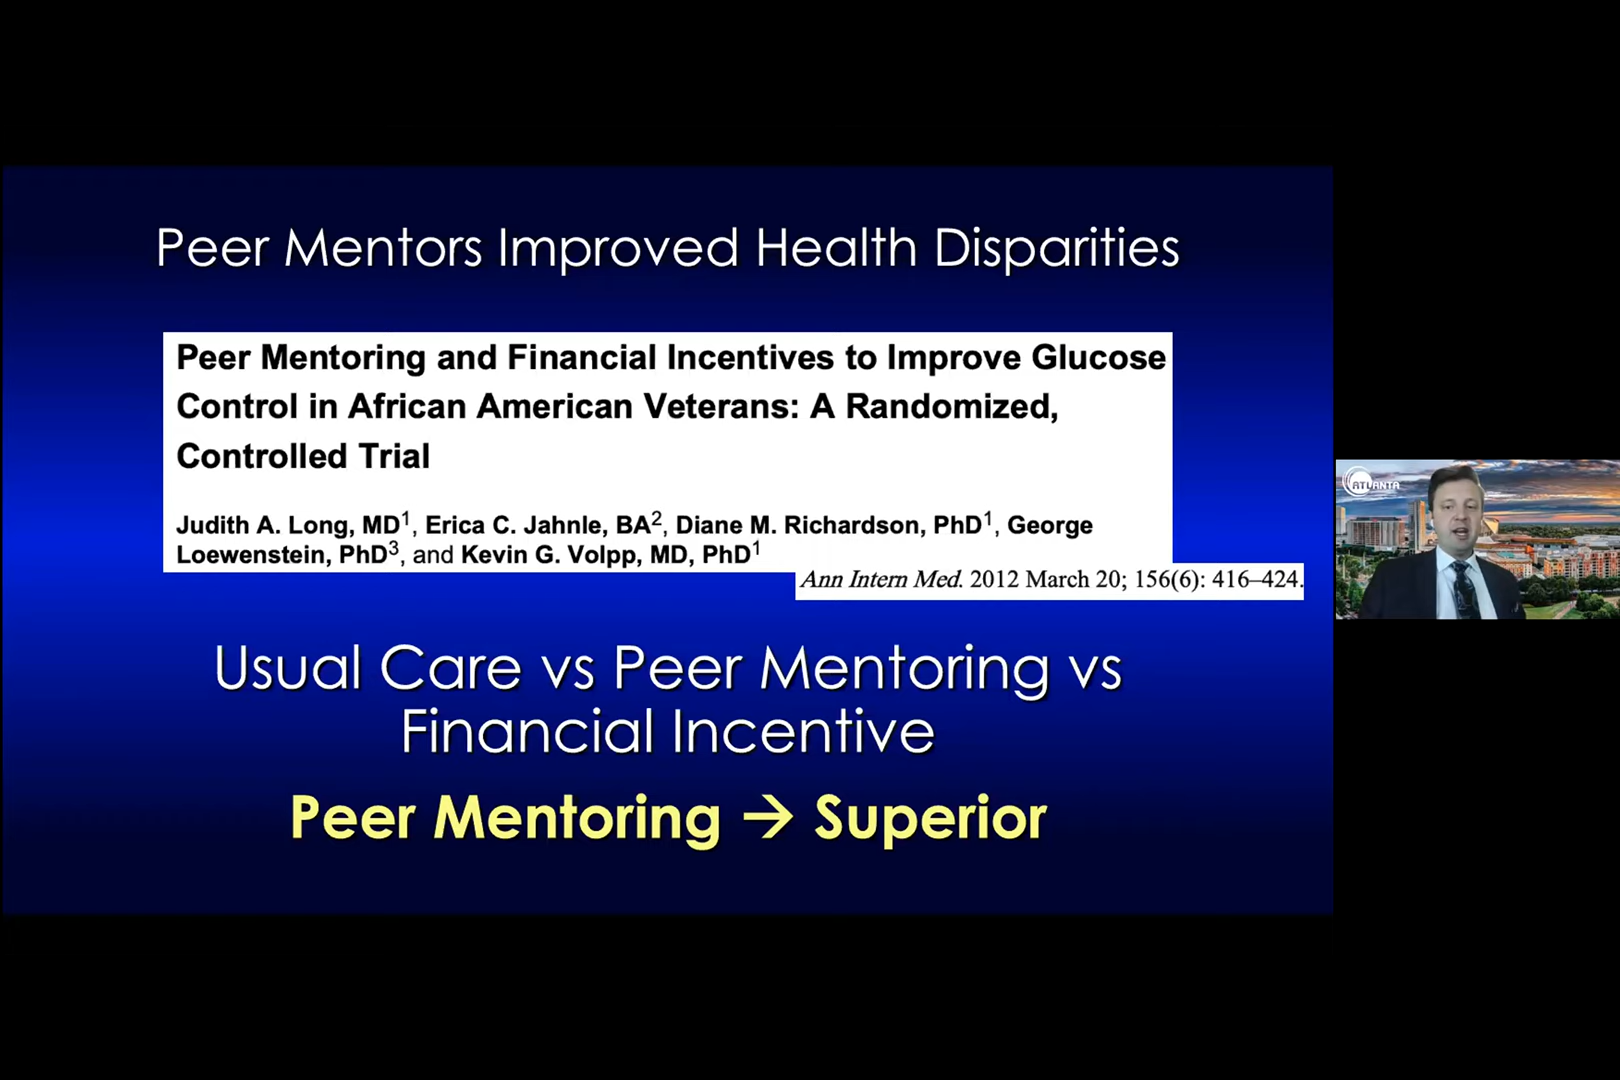 Peer Mentors Improved Health Disparities
Peer Mentoring and Financial Incentives to Improve Glucose
Control in African American Veterans: A Randomized,
Controlled Trial
Judith A. Long, MD1, Erica C. Jahnle, BA2, Diane M. Richardson, PhD1, George
Loewenstein, PhD3, and Kevin G. Volpp, MD, PhD1
Ann Intern Med. 2012 March 20; 156(6): 416–424.
Usual Care vs Peer Mentoring vs
Financial Incentive
Peer Mentoring → Superior
ATLANTA